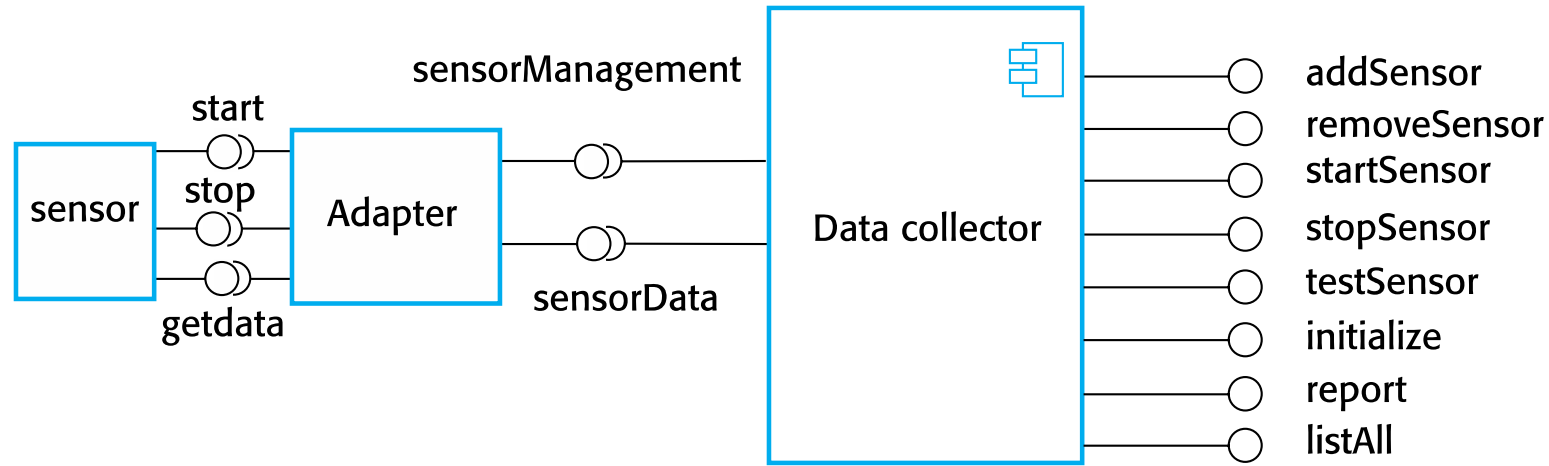 sensor
start
stop
getdata
Adapter
sensorManagement
sensorData
Data collector
addSensor
removeSensor
startSensor
stopSensor
testSensor
initialize
report
listAll